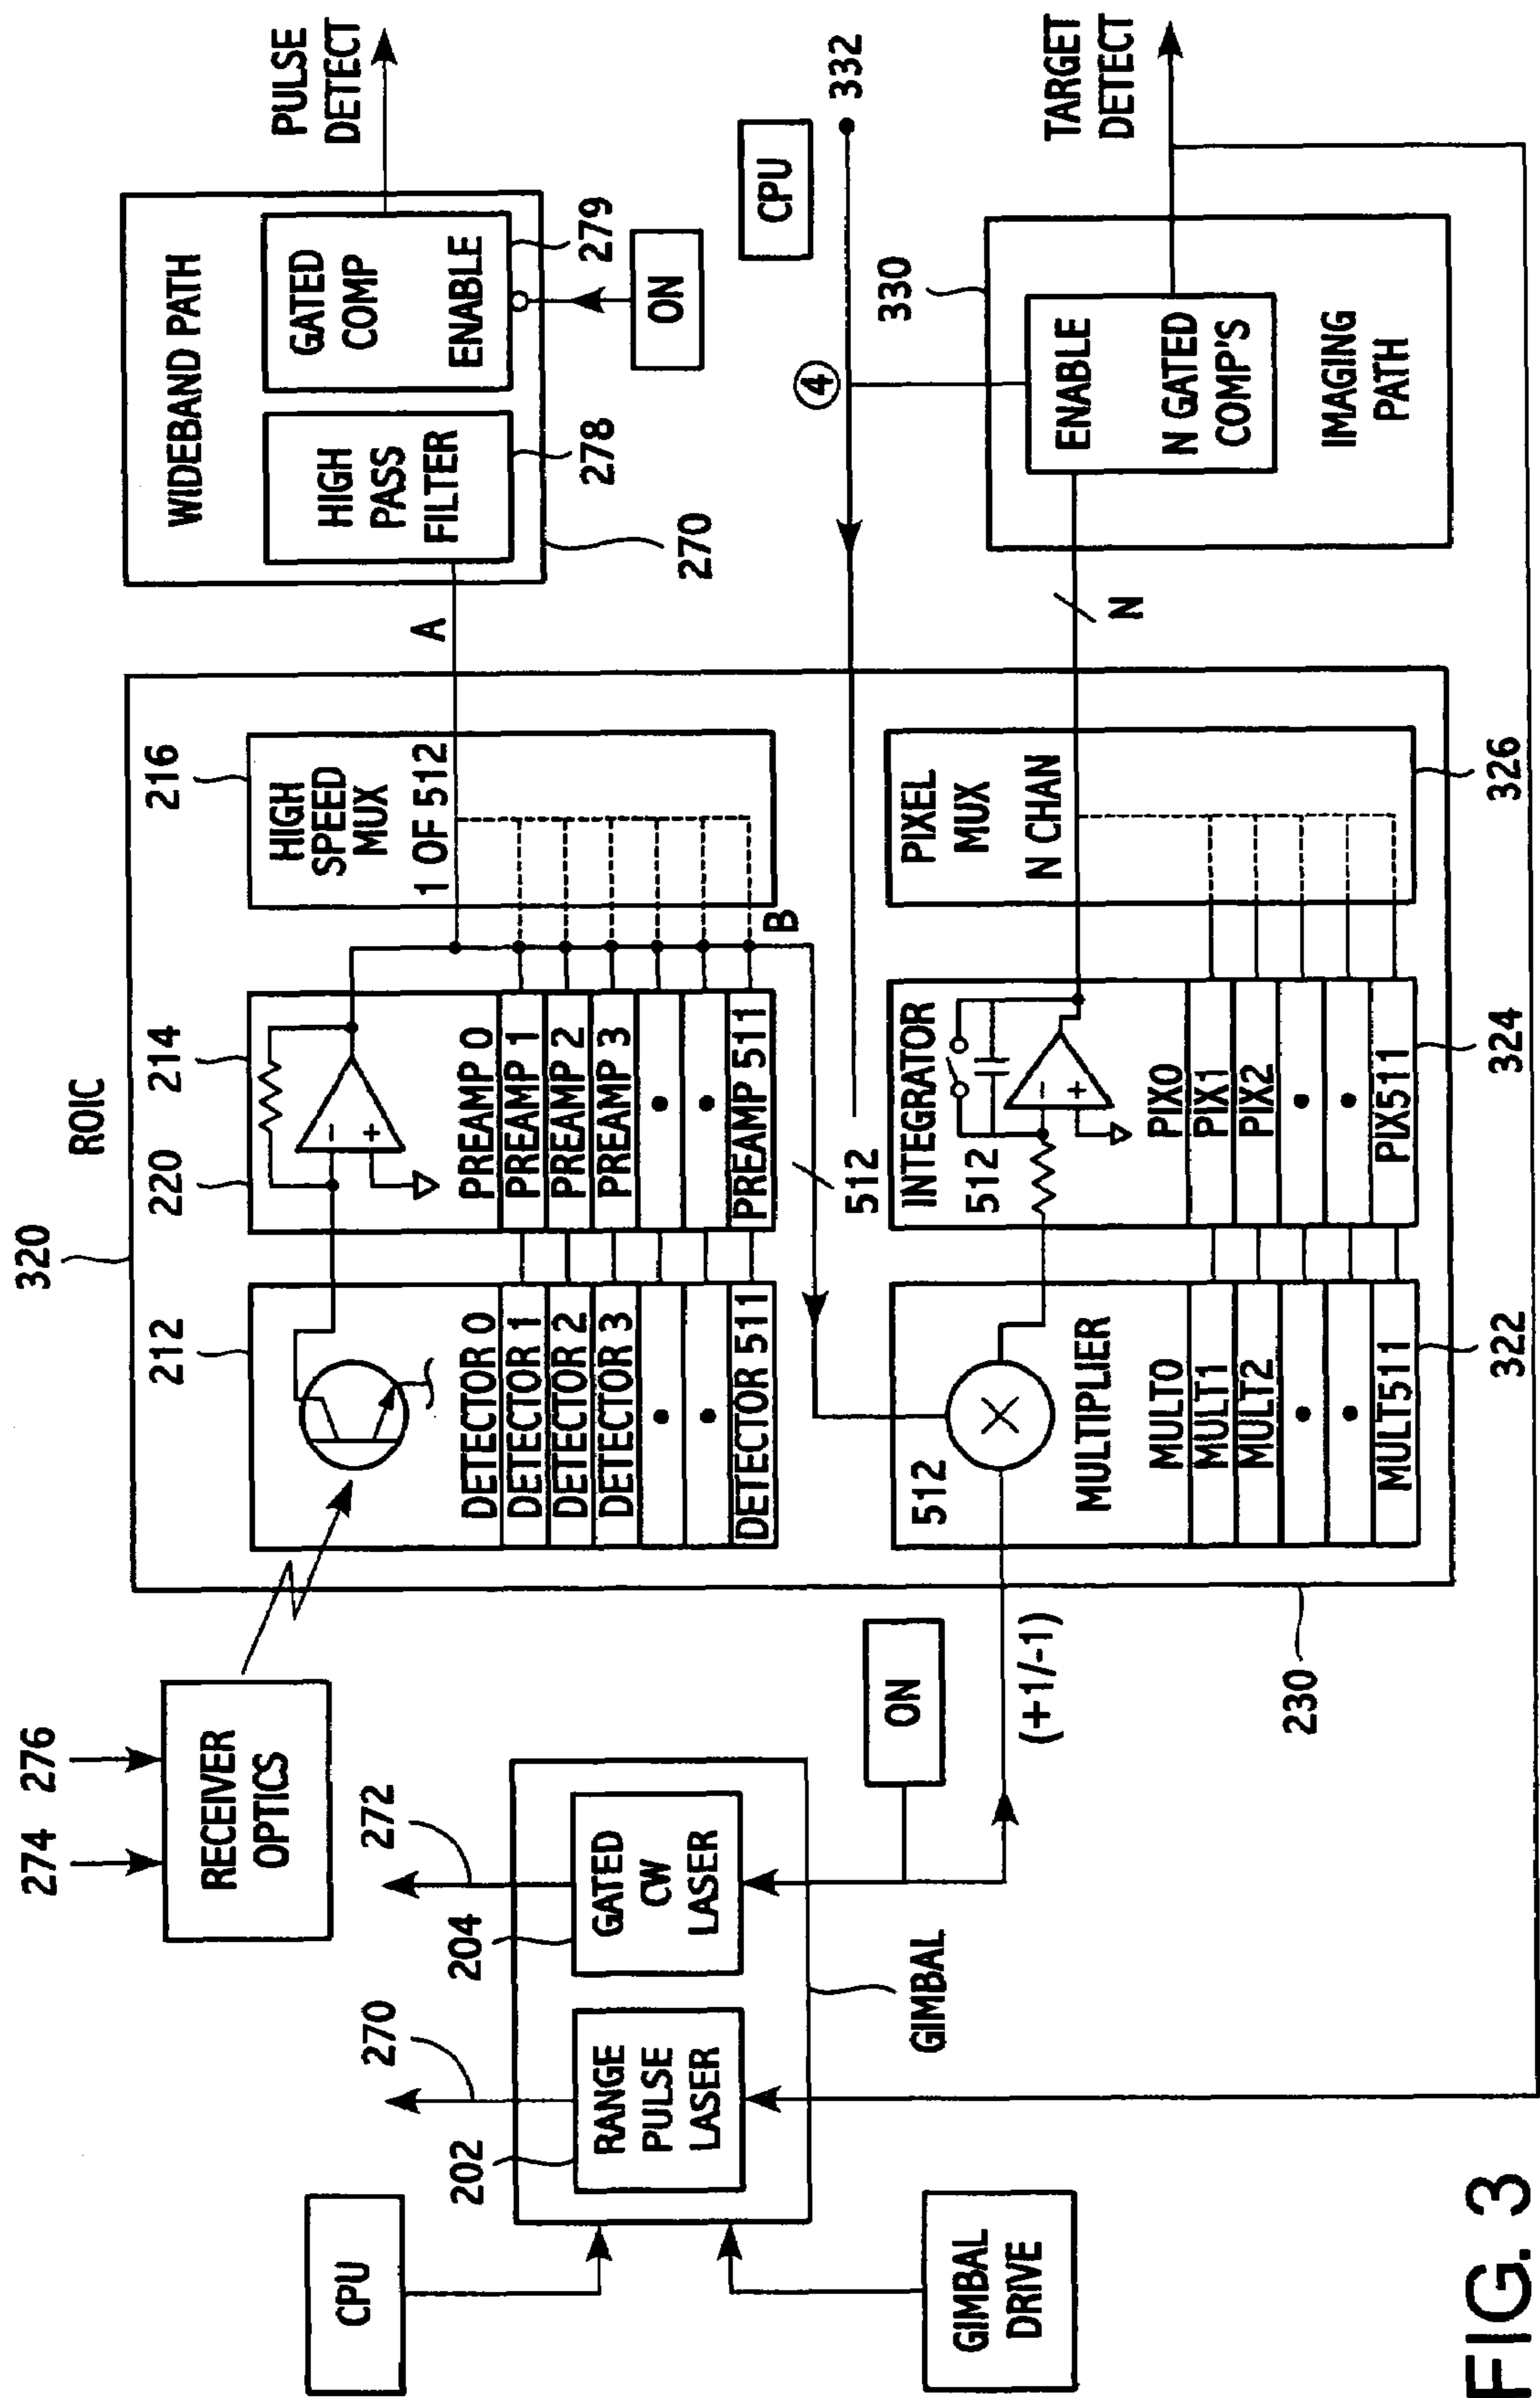 CPU
GIMBAL
DRIVE
202
270
204
272
RANGE
PULSE
LASER
GATED
CW
LASER
GIMBAL
274
276
RECEIVER
OPTICS
ON
(+1/-1)
230
ROIC
320
212
220
214
216
DETECTOR 0
DETECTOR 1
DETECTOR 2
DETECTOR 3
DETECTOR 511
PREAMP 0
PREAMP 1
PREAMP 2
PREAMP 3
PREAMP 511
HIGH
SPEED
MUX
1 OF 512
A
B
512
512
MULTIPLIER
MULT0
MULT1
MULT2
MULT511
322
INTEGRATOR
512
PIX0
PIX1
PIX2
PIX511
324
PIXEL
MUX
N CHAN
326
N
WIDEBAND PATH
HIGH
PASS
FILTER
278
GATED
COMP
ENABLE
279
270
ON
PULSE
DETECT
CPU
332
4
330
ENABLE
N GATED
COMP'S
IMAGING
PATH
TARGET
DETECT
FIG. 3